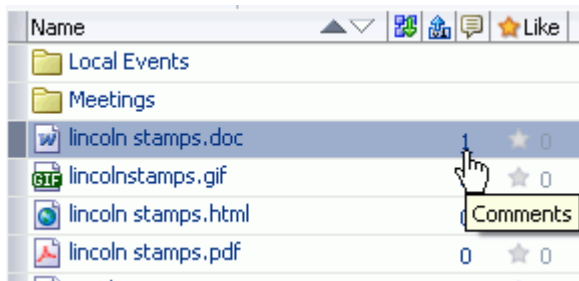 Name Like
Local Events
Meetings
lincoln stamps.doc 1 0
GIF lincolnstamps.gif 0
lincoln stamps.html Comments
lincoln stamps.pdf 0 0